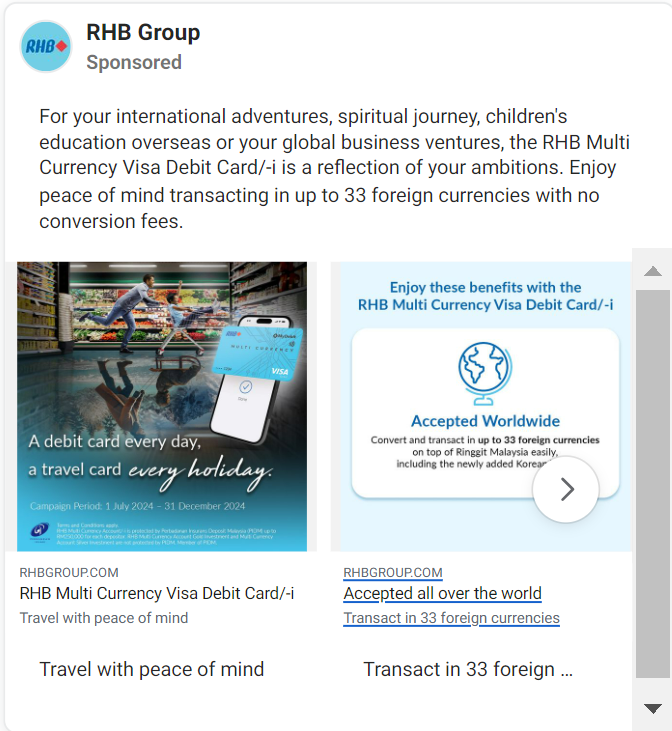 RHB
RHB Group
Sponsored
For your international adventures, spiritual journey, children's
education overseas or your global business ventures, the RHB Multi
Currency Visa Debit Card/-i is a reflection of your ambitions. Enjoy
peace of mind transacting in up to 33 foreign currencies with no
conversion fees.
MULTI CURRENCY
VISA
A debit card every day,
a travel card every holiday.
Campaign Period: 1 July 2024 – 31 December 2024
Terms and Conditions apply.
RHBGROUP.COM
RHB Multi Currency Visa Debit Card/-i
Travel with peace of mind
Travel with peace of mind
Enjoy these benefits with the
RHB Multi Currency Visa Debit Card/-i
Accepted Worldwide
Convert and transact in up to 33 foreign currencies
on top of Ringgit Malaysia easily,
including the newly added Korean
RHBGROUP.COM
Accepted all over the world
Transact in 33 foreign currencies
Transact in 33 foreign ...